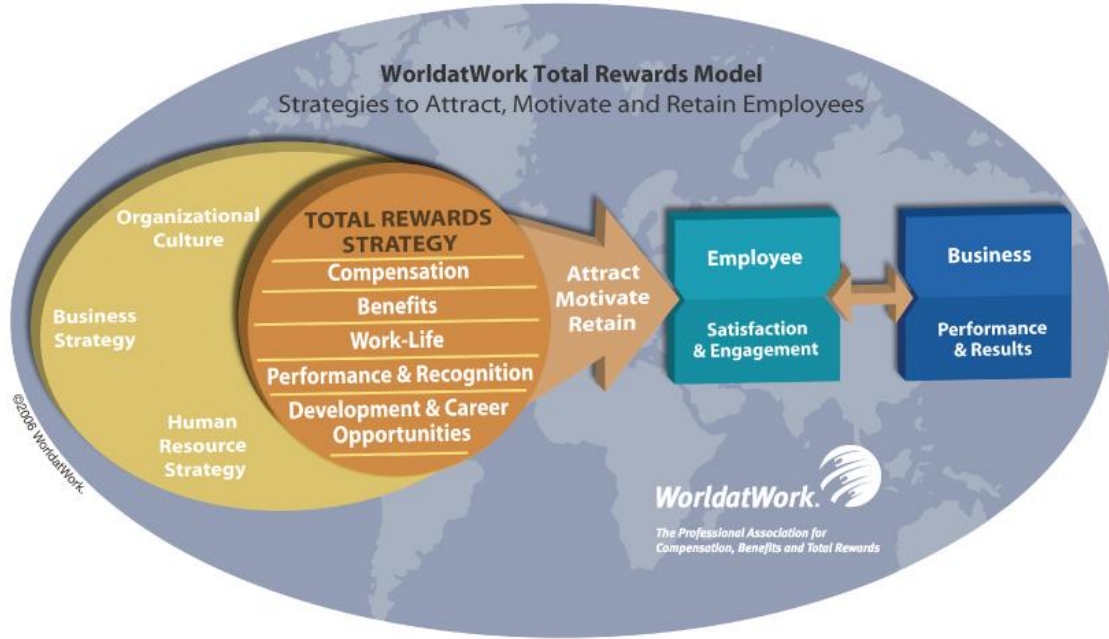 WorldatWork Total Rewards Model
Strategies to Attract, Motivate and Retain Employees
Organizational
Culture
Business
Strategy
Human
Resource
Strategy
TOTAL REWARDS
STRATEGY
Compensation
Benefits
Work-Life
Performance & Recognition
Development & Career
Opportunities
Attract
Motivate
Retain
Employee
Satisfaction
& Engagement
Business
Performance
& Results
©2006 WorldatWork.
WorldatWork.
The Professional Association for
Compensation, Benefits and Total Rewards